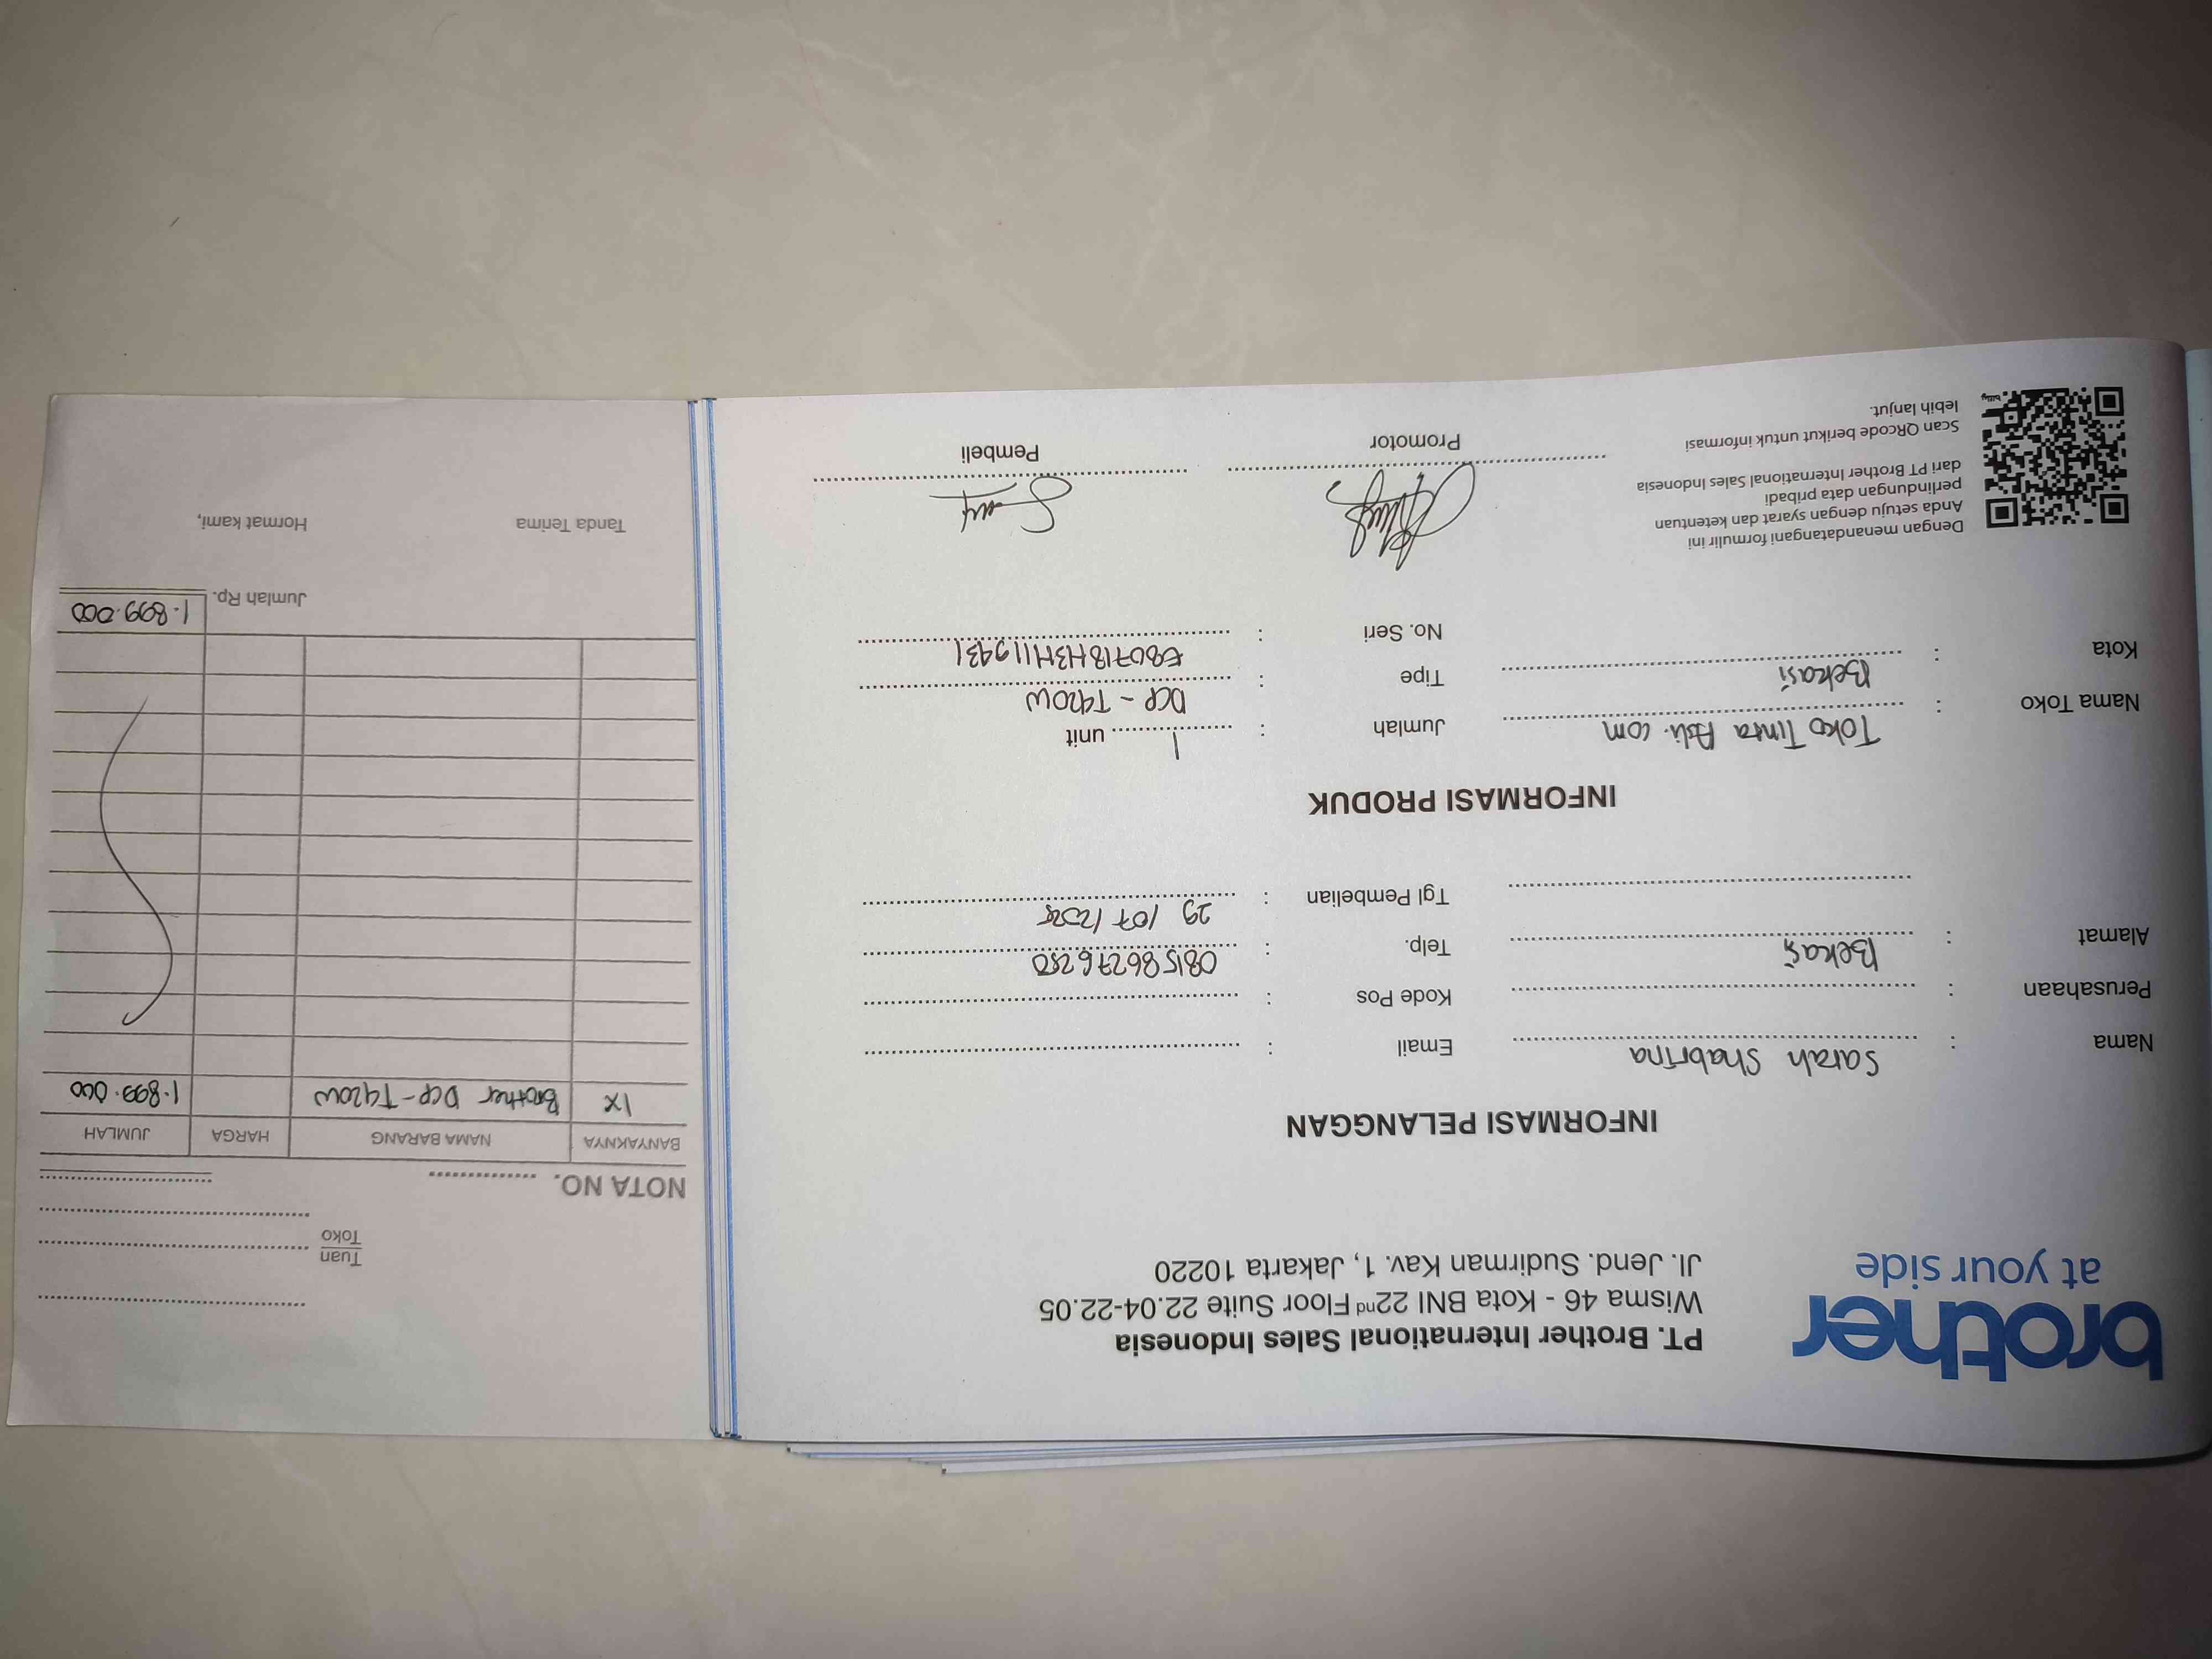 brother
at your side
PT. Brother International Sales Indonesia
Wisma 46 - Kota BNI 22nd Floor Suite 22.04-22.05
Jl. Jend. Sudirman Kav. 1, Jakarta 10220
INFORMASI PELANGGAN
Nama : Sarah Shabrina
Perusahaan :
Alamat : Bekasi
Email :
Kode Pos :
Telp. : 081586276250
Tgl Pembelian : 29 / 07 / 2025
INFORMASI PRODUK
Nama Toko : Toko Tinta Asli.com
Kota : Bekasi
Jumlah : 1 unit
Tipe : DCP - T420W
No. Seri : E80718H3H119431
Dengan menandatangani formulir ini
Anda setuju dengan syarat dan ketentuan
perlindungan data pribadi
dari PT Brother International Sales Indonesia
Scan QRcode berikut untuk informasi
lebih lanjut.
Promotor
Pembeli
Tuan
Toko
NOTA NO.
BANYAKNYA NAMA BARANG HARGA JUMLAH
1x Brother DCP-T420W 1.899.000
Jumlah Rp. 1.899.000
Tanda Terima
Hormat kami,